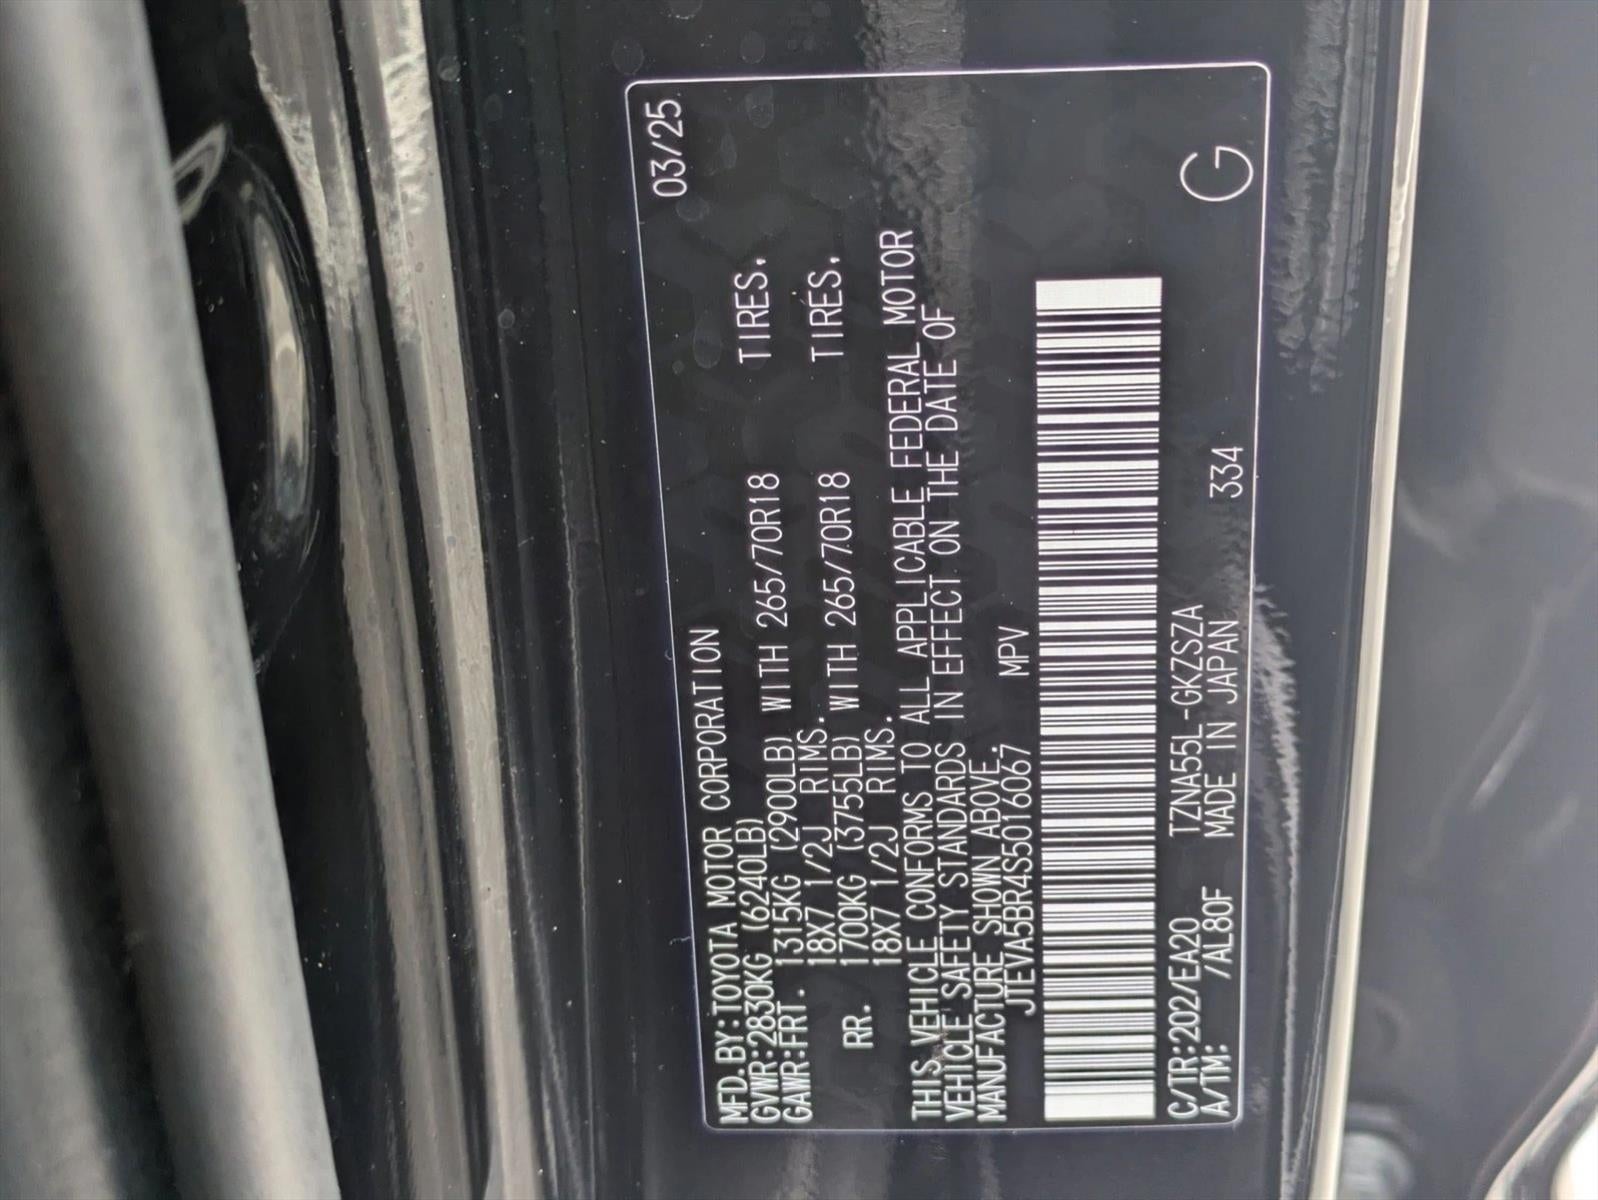 03/25
MFD.BY:TOYOTA MOTOR CORPORATION
GVWR:2830KG (6240LB)
GAWR:FRT. 1315KG (2900LB) WITH 265/70R18 TIRES.
18X7 1/2J RIMS.
RR. 1700KG (3755LB) WITH 265/70R18 TIRES.
18X7 1/2J RIMS.
THIS VEHICLE CONFORMS TO ALL APPLICABLE FEDERAL MOTOR
VEHICLE SAFETY STANDARDS IN EFFECT ON THE DATE OF
MANUFACTURE SHOWN ABOVE.
JTEVA5BR4S5016067 MPV
C/TR:202/EA20 TZNA55L-GKZSZA
A/TM: /AL80F MADE IN JAPAN 334 G